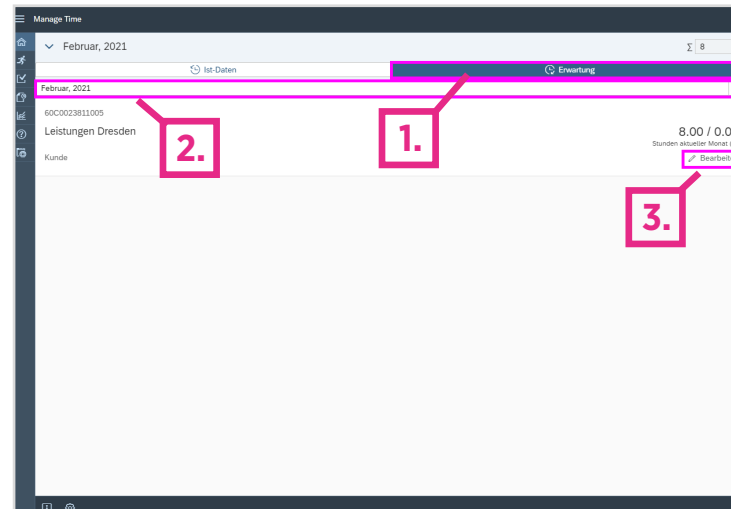 Manage Time
Februar, 2021
Σ 8
Ist-Daten
Erwartung
Februar, 2021
60C0023811005
Leistungen Dresden
8.00 / 0.0
Stunden aktueller Monat
Kunde
Bearbeite
1.
2.
3.